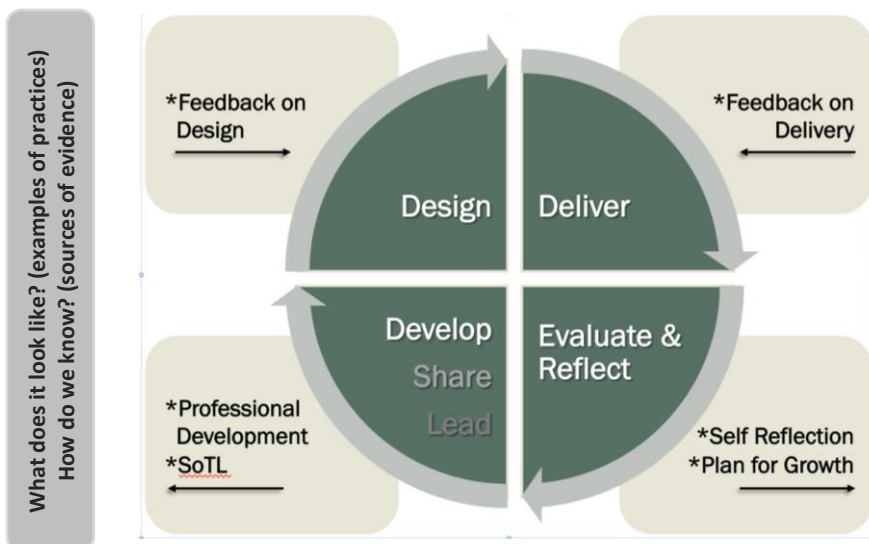 What does it look like? (examples of practices)
How do we know? (sources of evidence)
*Feedback on
Design
*Feedback on
Delivery
Design
Deliver
Develop
Share
Lead
Evaluate &
Reflect
*Professional
Development
*SoTL
*Self Reflection
*Plan for Growth